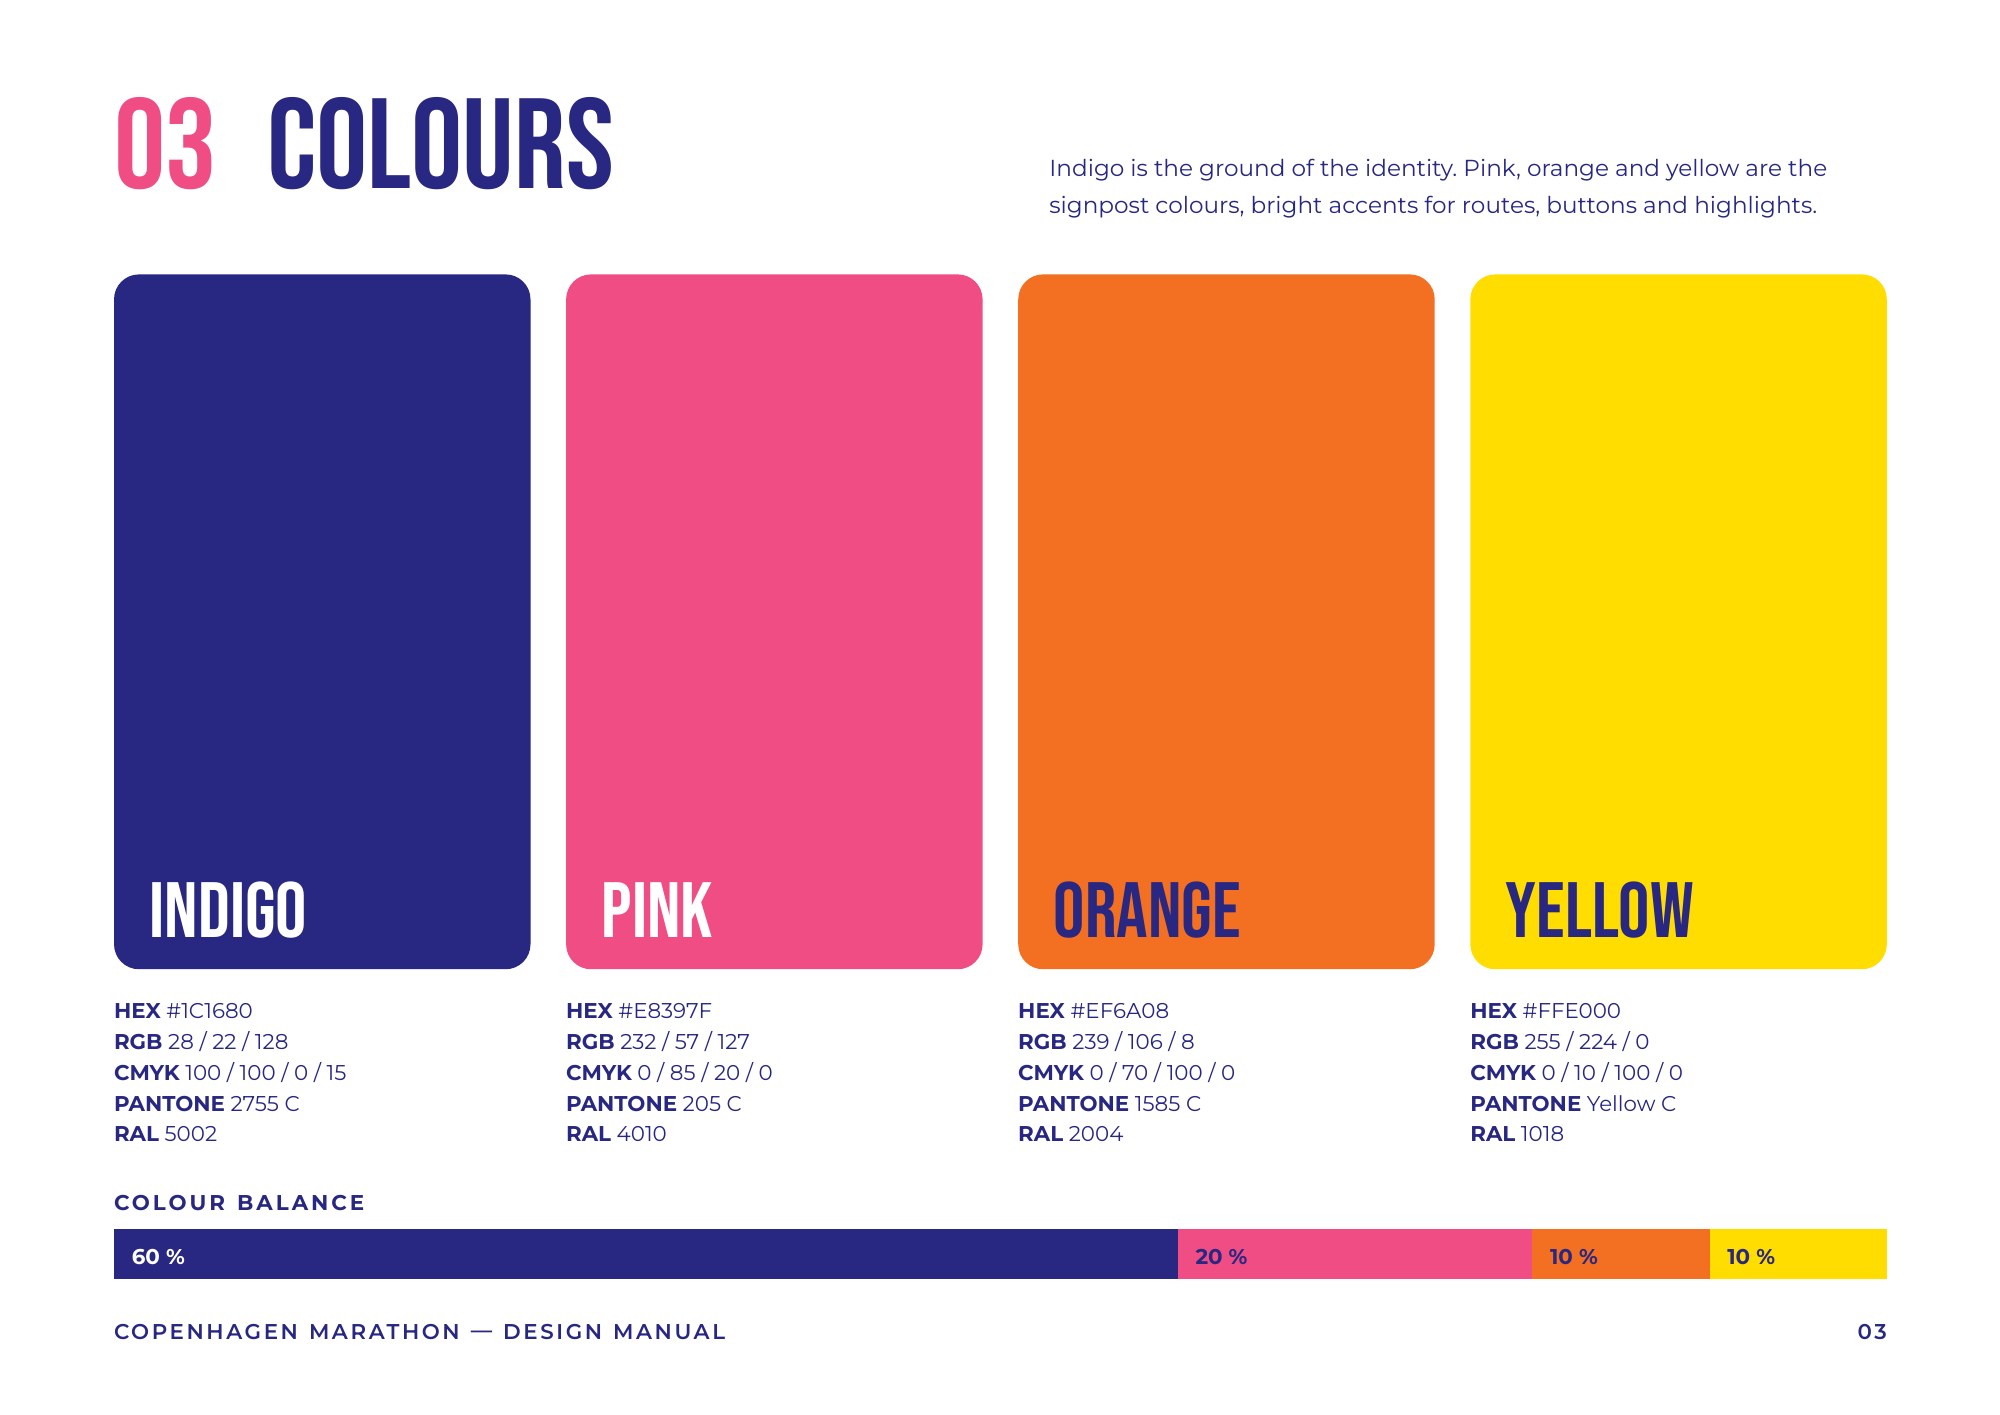 03 COLOURS
Indigo is the ground of the identity. Pink, orange and yellow are the
signpost colours, bright accents for routes, buttons and highlights.
INDIGO
PINK
ORANGE
YELLOW
HEX #1C1680
RGB 28 / 22 / 128
CMYK 100 / 100 / 0 / 15
PANTONE 2755 C
RAL 5002
HEX #E8397F
RGB 232 / 57 / 127
CMYK 0 / 85 / 20 / 0
PANTONE 205 C
RAL 4010
HEX #EF6A08
RGB 239 / 106 / 8
CMYK 0 / 70 / 100 / 0
PANTONE 1585 C
RAL 2004
HEX #FFE000
RGB 255 / 224 / 0
CMYK 0 / 10 / 100 / 0
PANTONE Yellow C
RAL 1018
COLOUR BALANCE
60 %
20 %
10 %
10 %
COPENHAGEN MARATHON — DESIGN MANUAL
03